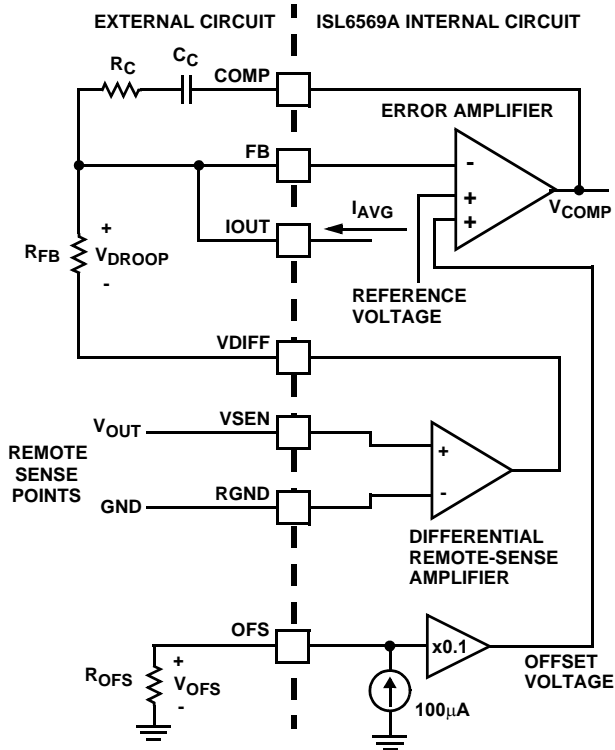 EXTERNAL CIRCUIT
ISL6569A INTERNAL CIRCUIT
RC
CC
COMP
ERROR AMPLIFIER
FB
-
+
+
VCOMP
IAVG
IOUT
+
VDROOP
-
RFB
REFERENCE
VOLTAGE
VDIFF
VOUT
VSEN
+
REMOTE
SENSE
POINTS
GND
RGND
-
DIFFERENTIAL
REMOTE-SENSE
AMPLIFIER
OFS
x0.1
ROFS
+
VOFS
-
OFFSET
VOLTAGE
100μA